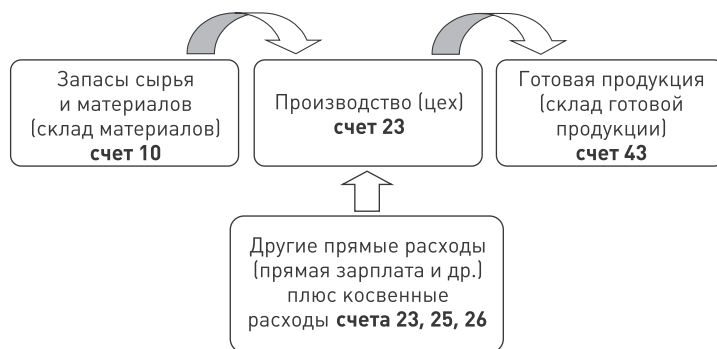 Запасы сырья
и материалов
(склад материалов)
счет 10
Производство (цех)
счет 23
Готовая продукция
(склад готовой
продукции)
счет 43
Другие прямые расходы
(прямая зарплата и др.)
плюс косвенные
расходы счета 23, 25, 26